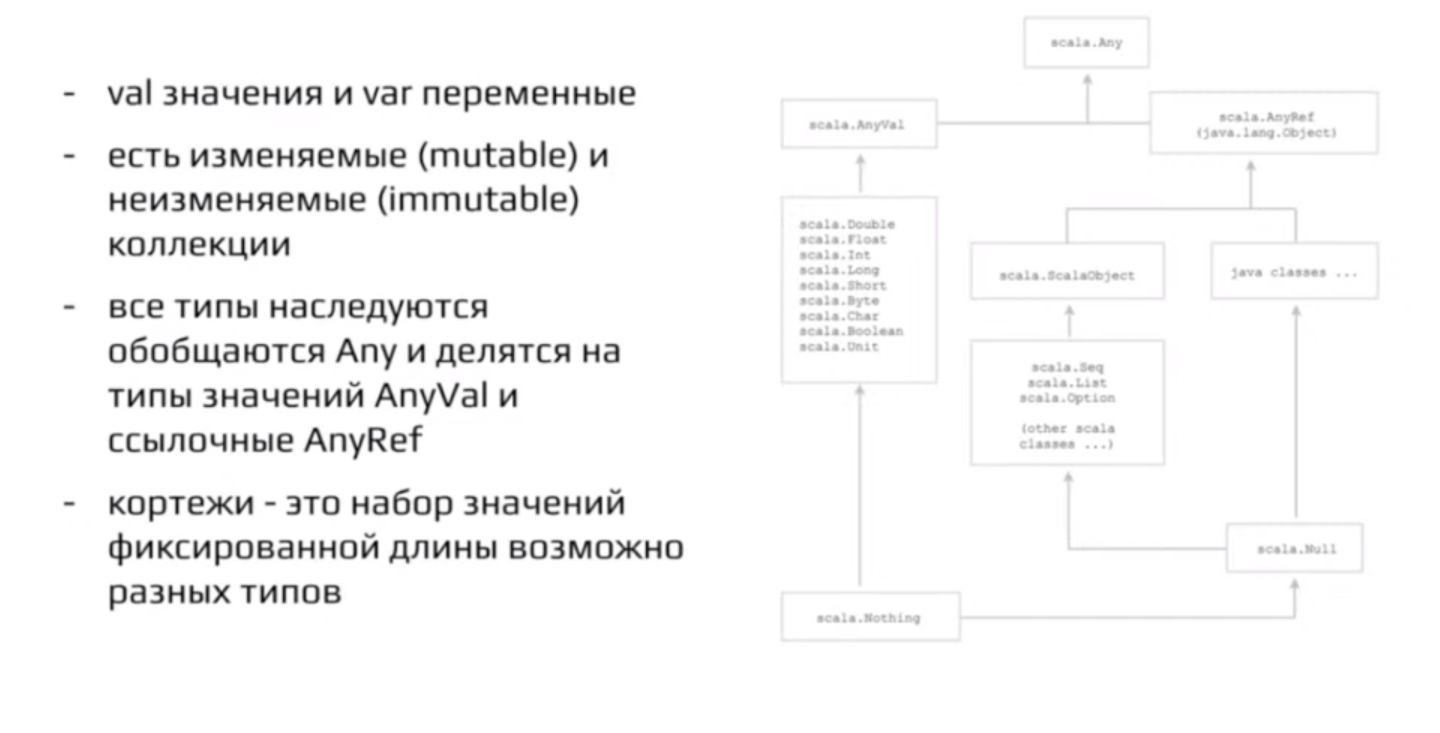 - val значения и var переменные
- есть изменяемые (mutable) и
неизменяемые (immutable)
коллекции
- все типы наследуются
обобщаются Any и делятся на
типы значений AnyVal и
ссылочные AnyRef
- кортежи - это набор значений
фиксированной длины возможно
разных типов
scala.Any
scala.AnyVal
scala.AnyRef
(java.lang.Object)
scala.Double
scala.Float
scala.Int
scala.Long
scala.Short
scala.Byte
scala.Char
scala.Boolean
scala.Unit
scala.ScalaObject
java classes ...
scala.Seq
scala.List
scala.Option
(other scala
classes ...)
scala.Null
scala.Nothing